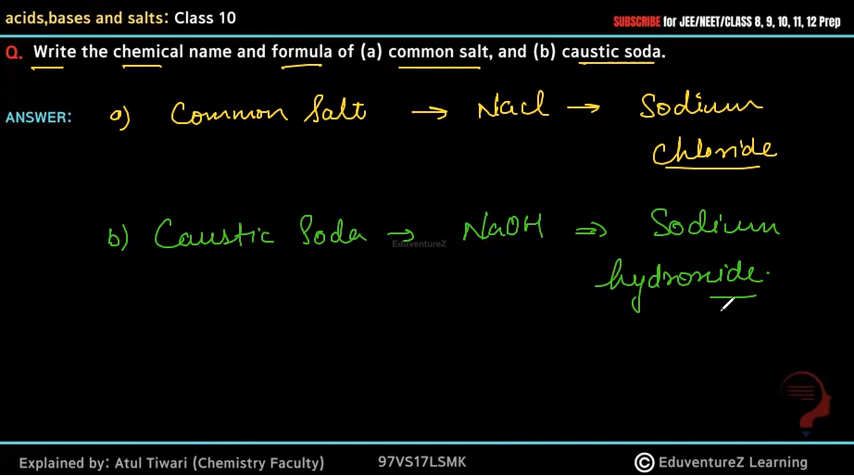 acids,bases and salts: Class 10
SUBSCRIBE for JEE/NEET/CLASS 8, 9, 10, 11, 12 Prep
Q. Write the chemical name and formula of (a) common salt, and (b) caustic soda.
ANSWER: a) Common Salt → NaCl → Sodium
Chloride
b) Caustic Soda → NaOH ⇒ Sodium
hydroxide.
EduventureZ
Explained by: Atul Tiwari (Chemistry Faculty) 97VS17LSMK © EduventureZ Learning